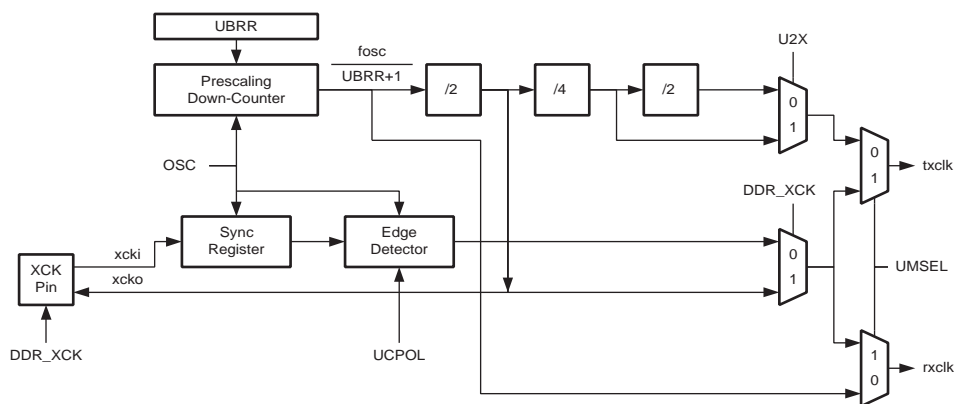 UBRR
fosc
UBRR+1
U2X
Prescaling
Down-Counter
/2
/4
/2
0
1
OSC
0
1
txclk
DDR_XCK
Sync
Register
Edge
Detector
xcki
0
1
XCK
Pin
xcko
UMSEL
DDR_XCK
UCPOL
1
0
rxclk